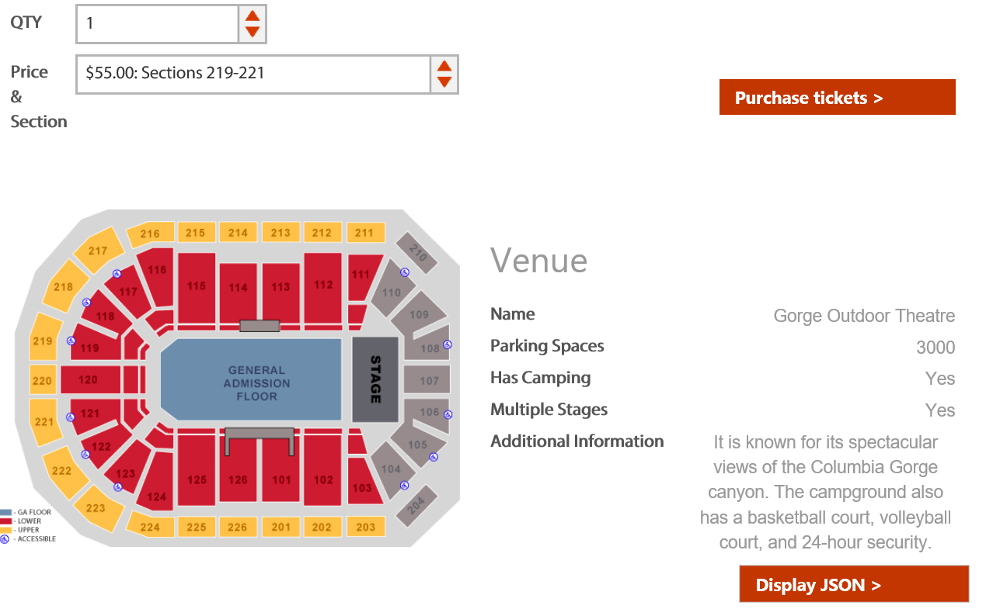 QTY
1
Price
&
Section
$55.00: Sections 219-221
Purchase tickets >
216 215 214 213 212 211
217 210
218
116 115 114 113 112 111
117 110
118 109
219 119 108
220 120 107
221 121 106
122 105
222 123 104
223 124 125 126 101 102 103
204
224 225 226 201 202 203
GENERAL
ADMISSION
FLOOR
STAGE
- GA FLOOR
- LOWER
- UPPER
- ACCESSIBLE
Venue
Name Gorge Outdoor Theatre
Parking Spaces 3000
Has Camping Yes
Multiple Stages Yes
Additional Information It is known for its spectacular
views of the Columbia Gorge
canyon. The campground also
has a basketball court, volleyball
court, and 24-hour security.
Display JSON >